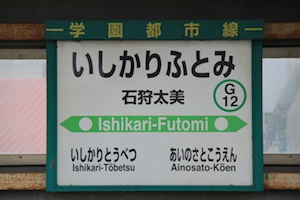 学園都市線
いしかりふとみ
石狩太美
G
12
Ishikari-Futomi
いしかりとうべつ あいのさとこうえん
Ishikari-Tōbetsu Ainosato-Kōen